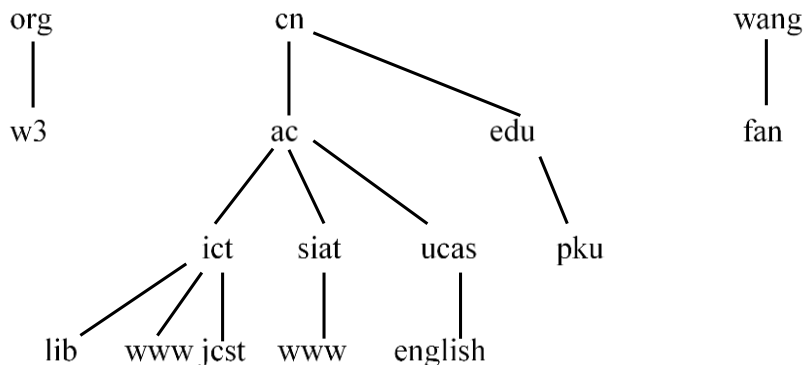 org cn wang
w3 ac edu fan
ict siat ucas pku
lib www jcst www english